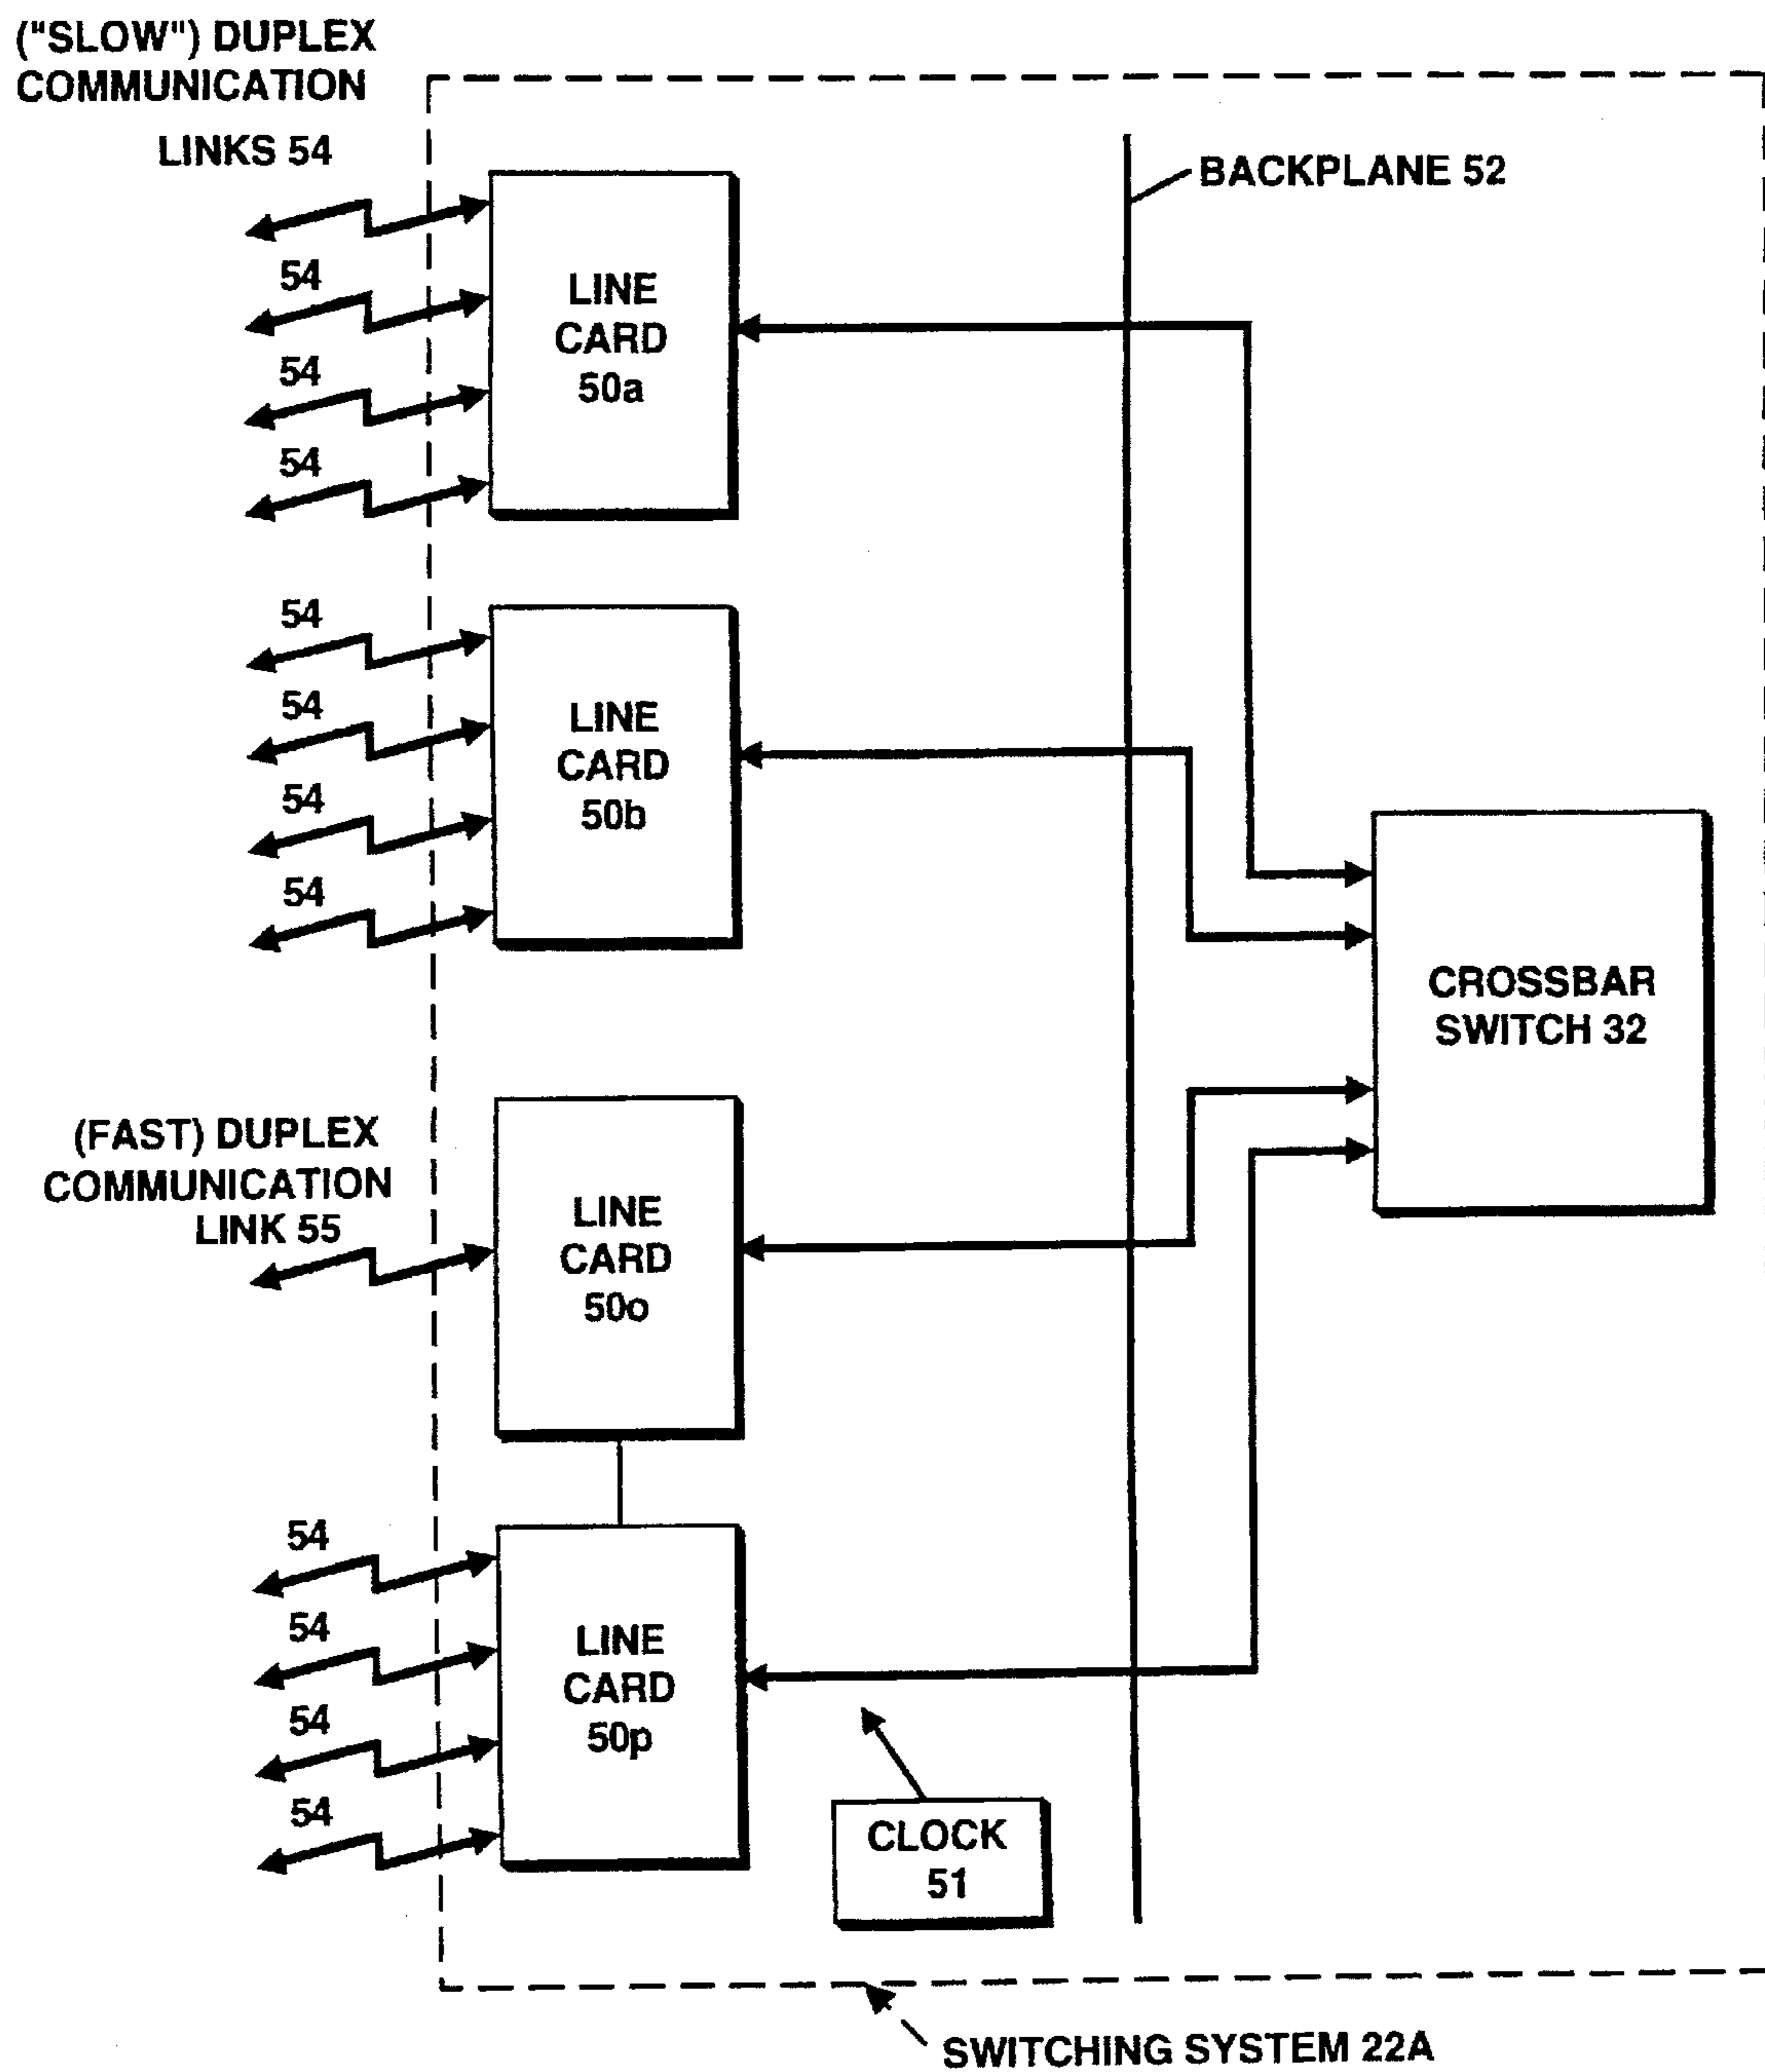 ("SLOW") DUPLEX
COMMUNICATION
LINKS 54
54
54
54
LINE
CARD
50a
BACKPLANE 52
54
54
54
54
LINE
CARD
50b
CROSSBAR
SWITCH 32
(FAST) DUPLEX
COMMUNICATION
LINK 55
LINE
CARD
50o
54
54
54
54
LINE
CARD
50p
CLOCK
51
SWITCHING SYSTEM 22A